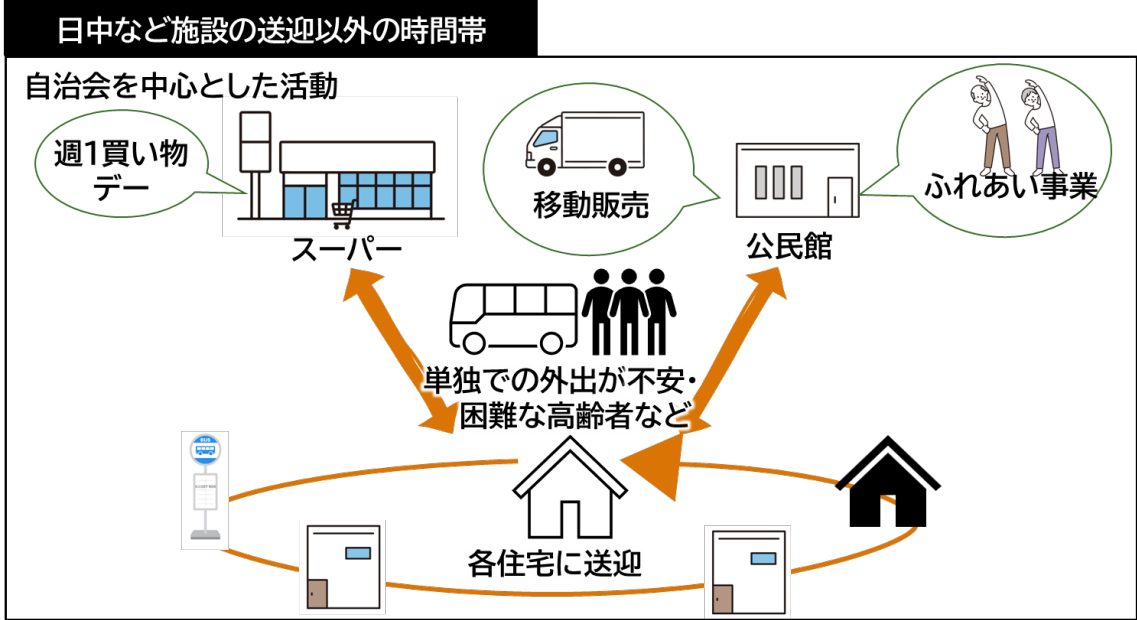 日中など施設の送迎以外の時間帯
自治会を中心とした活動
週1買い物
デー
スーパー
移動販売
公民館
ふれあい事業
単独での外出が不安・
困難な高齢者など
BUS
各住宅に送迎